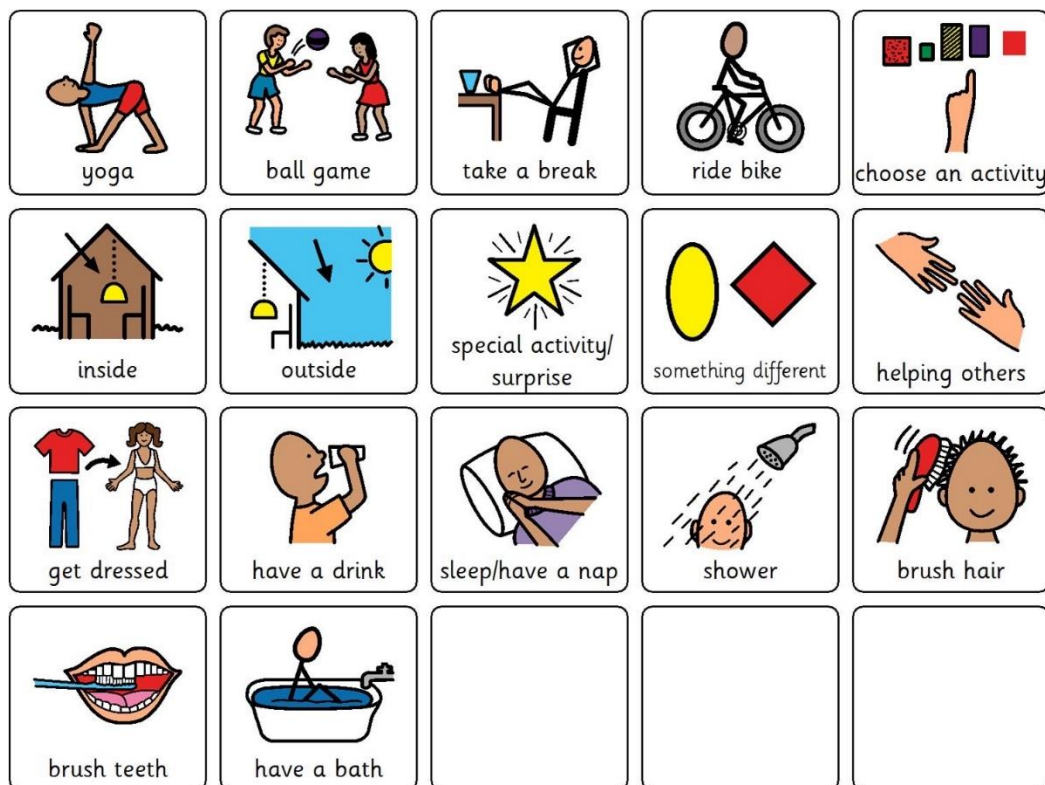 yoga
ball game
take a break
ride bike
choose an activity
inside
outside
special activity/
surprise
something different
helping others
get dressed
have a drink
sleep/have a nap
shower
brush hair
brush teeth
have a bath